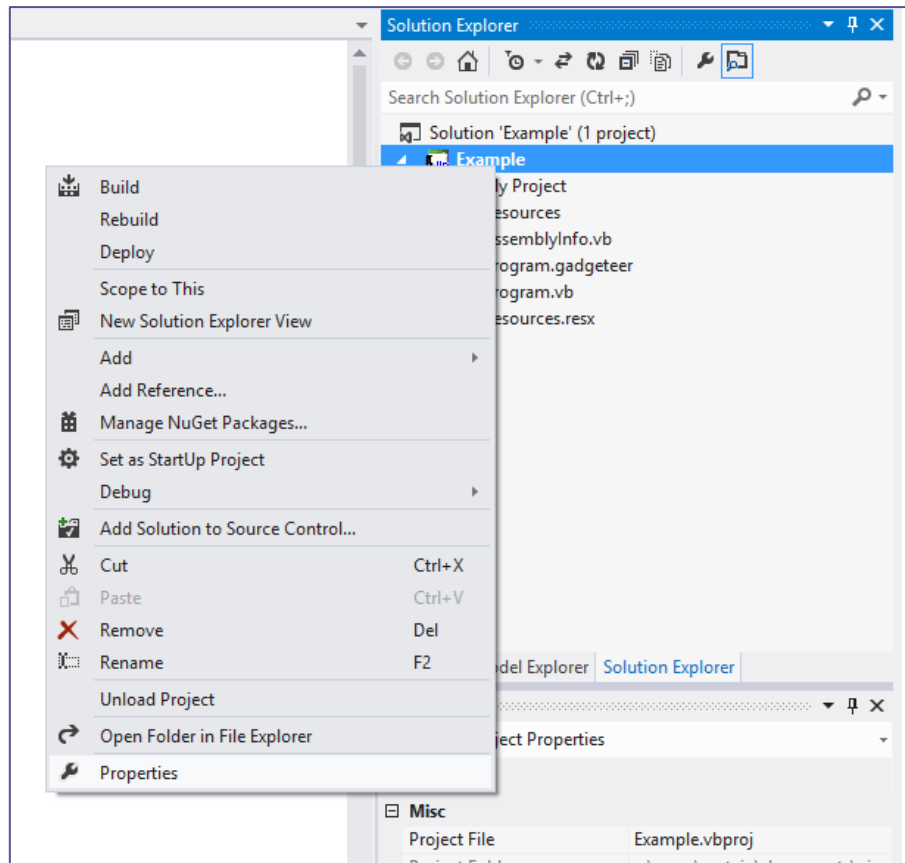 Solution Explorer
Search Solution Explorer (Ctrl+;)
Solution 'Example' (1 project)
Example
Build
Rebuild
Deploy
Scope to This
New Solution Explorer View
Add
Add Reference...
Manage NuGet Packages...
Set as StartUp Project
Debug
Add Solution to Source Control...
Cut Ctrl+X
Paste Ctrl+V
Remove Del
Rename F2
Unload Project
Open Folder in File Explorer
Properties
y Project
esources
ssemblyInfo.vb
rogram.gadgeteer
rogram.vb
esources.resx
del Explorer Solution Explorer
ject Properties
Misc
Project File Example.vbproj